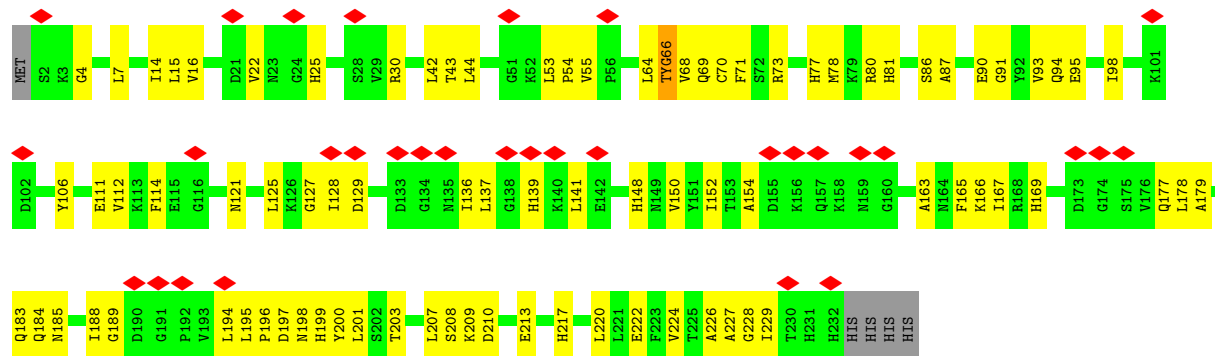 MET S2 K3 G4 L7 I14 L15 V16 D21 V22 N23 G24 H25 S28 V29 R30 L42 T43 L44 G51 K52 L53 P54 V55 P56 L64 TYG66 V68 Q69 C70 F71 S72 R73 H77 M78 K79 R80 H81 S86 A87 E90 G91 Y92 V93 Q94 E95 I98 K101
D102 Y106 E111 V112 K113 F114 E115 G116 N121 L125 K126 G127 I128 D129 D133 G134 N135 I136 L137 G138 H139 K140 L141 E142 H148 N149 V150 Y151 I152 T153 A154 D155 K156 Q157 K158 N159 G160 A163 N164 F165 K166 I167 R168 H169 D173 G174 S175 V176 Q177 L178 A179
Q183 Q184 N185 I188 G189 D190 G191 P192 V193 L194 L195 P196 D197 N198 H199 Y200 L201 S202 T203 L207 S208 K209 D210 E213 H217 L220 L221 E222 F223 V224 T225 A226 A227 G228 I229 T230 H231 H232 HIS HIS HIS HIS